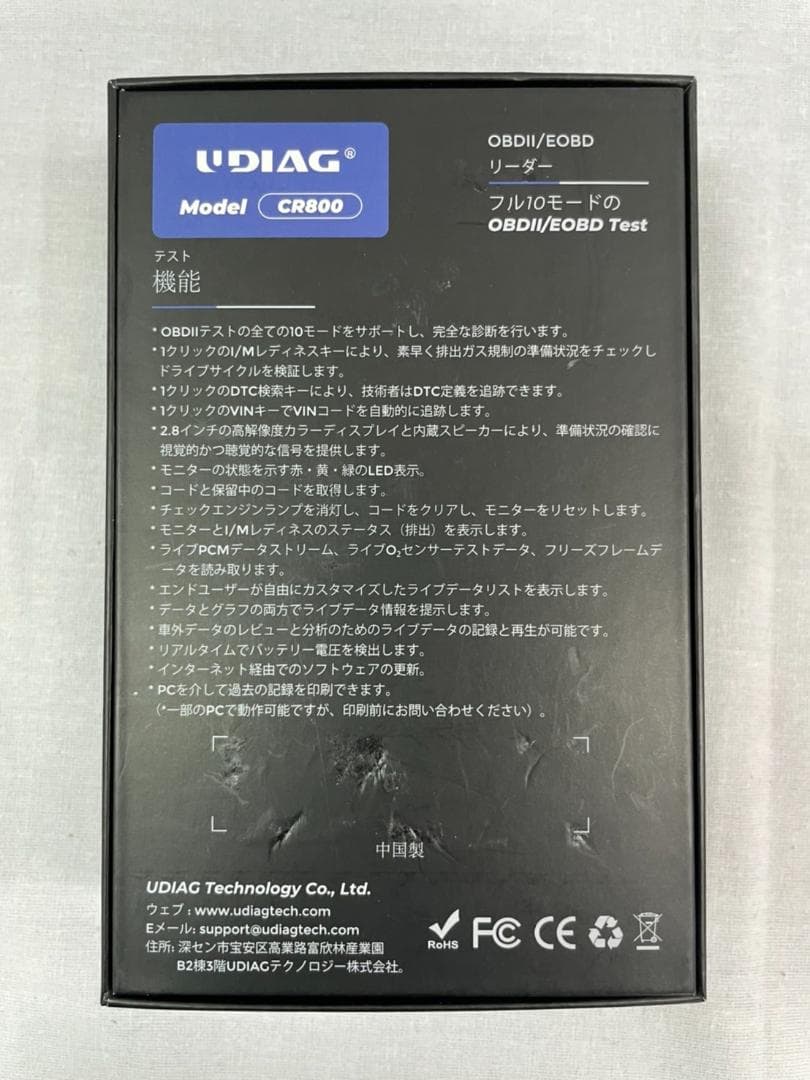 UDIAG®
Model CR800
OBDII/EOBD
リーダー
フル10モードの
OBDII/EOBD Test
テスト
機能
* OBDIIテストの全ての10モードをサポートし、完全な診断を行います。
* 1クリックのI/Mレディネスキーにより、素早く排出ガス規制の準備状況をチェックし
ドライブサイクルを検証します。
* 1クリックのDTC検索キーにより、技術者はDTC定義を追跡できます。
* 1クリックのVINキーでVINコードを自動的に追跡します。
* 2.8インチの高解像度カラーディスプレイと内蔵スピーカーにより、準備状況の確認に
視覚的かつ聴覚的な信号を提供します。
* モニターの状態を示す赤・黄・緑のLED表示。
* コードと保留中のコードを取得します。
* チェックエンジンランプを消灯し、コードをクリアし、モニターをリセットします。
* モニターとI/Mレディネスのステータス（排出）を表示します。
* ライブPCMデータストリーム、ライブO₂センサーテストデータ、フリーズフレームデ
ータを読み取ります。
* エンドユーザーが自由にカスタマイズしたライブデータリストを表示します。
* データとグラフの両方でライブデータ情報を提示します。
* 車外データのレビューと分析のためのライブデータの記録と再生が可能です。
* リアルタイムでバッテリー電圧を検出します。
* インターネット経由でのソフトウェアの更新。
* PCを介して過去の記録を印刷できます。
（*一部のPCで動作可能ですが、印刷前にお問い合わせください）。
中国製
UDIAG Technology Co., Ltd.
ウェブ : www.udiagtech.com
Eメール: support@udiagtech.com
住所: 深セン市宝安区高業路富欣林産業園
B2棟3階UDIAGテクノロジー株式会社。
RoHS FC CE